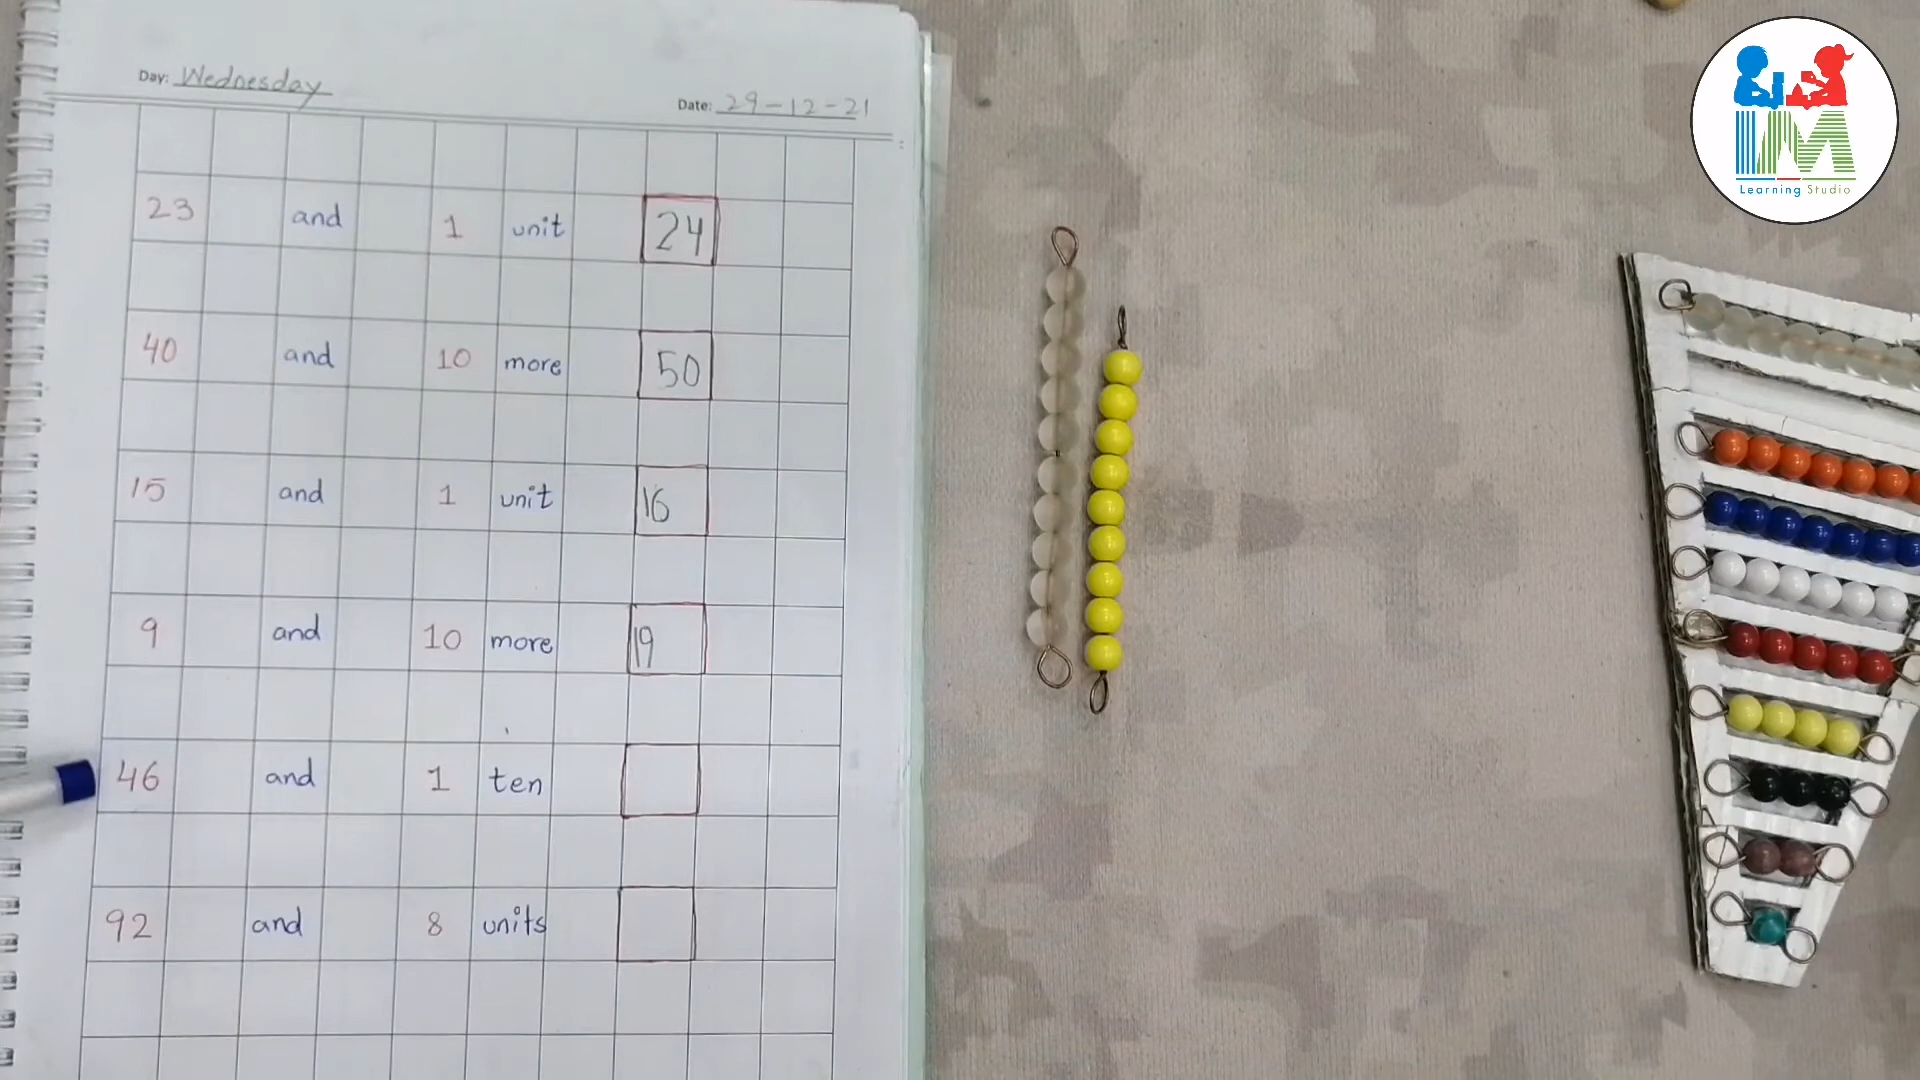 Day: Wednesday
Date: 29-12-21
23 and 1 unit 24
40 and 10 more 50
15 and 1 unit 16
9 and 10 more 19
46 and 1 ten
92 and 8 units
LM
Learning Studio